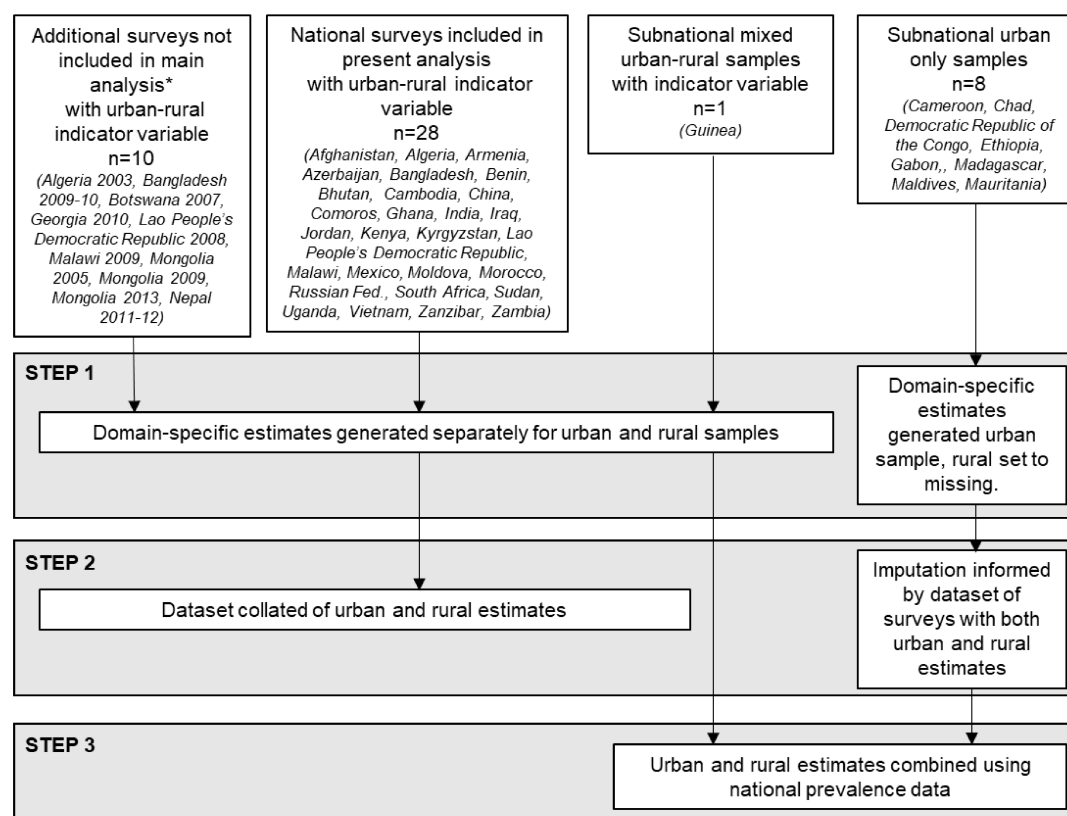 Additional surveys not
included in main
analysis*
with urban-rural
indicator variable
n=10
(Algeria 2003, Bangladesh
2009-10, Botswana 2007,
Georgia 2010, Lao People's
Democratic Republic 2008,
Malawi 2009, Mongolia
2005, Mongolia 2009,
Mongolia 2013, Nepal
2011-12)
National surveys included in
present analysis
with urban-rural indicator
variable
n=28
(Afghanistan, Algeria, Armenia,
Azerbaijan, Bangladesh, Benin,
Bhutan, Cambodia, China,
Comoros, Ghana, India, Iraq,
Jordan, Kenya, Kyrgyzstan, Lao
People's Democratic Republic,
Malawi, Mexico, Moldova, Morocco,
Russian Fed., South Africa, Sudan,
Uganda, Vietnam, Zanzibar, Zambia)
Subnational mixed
urban-rural samples
with indicator variable
n=1
(Guinea)
Subnational urban
only samples
n=8
(Cameroon, Chad,
Democratic Republic of
the Congo, Ethiopia,
Gabon,, Madagascar,
Maldives, Mauritania)
STEP 1
Domain-specific estimates generated separately for urban and rural samples
Domain-specific
estimates
generated urban
sample, rural set to
missing.
STEP 2
Dataset collated of urban and rural estimates
Imputation informed
by dataset of
surveys with both
urban and rural
estimates
STEP 3
Urban and rural estimates combined using
national prevalence data